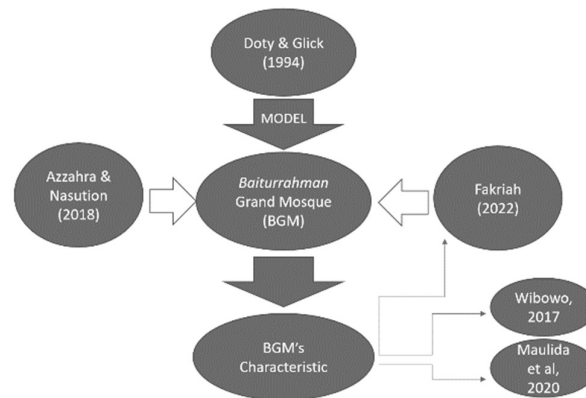 Doty & Glick
(1994)
MODEL
Azzahra &
Nasution
(2018)
Baiturrahman
Grand Mosque
(BGM)
Fakriah
(2022)
BGM's
Characteristic
Wibowo,
2017
Maulida
et al,
2020